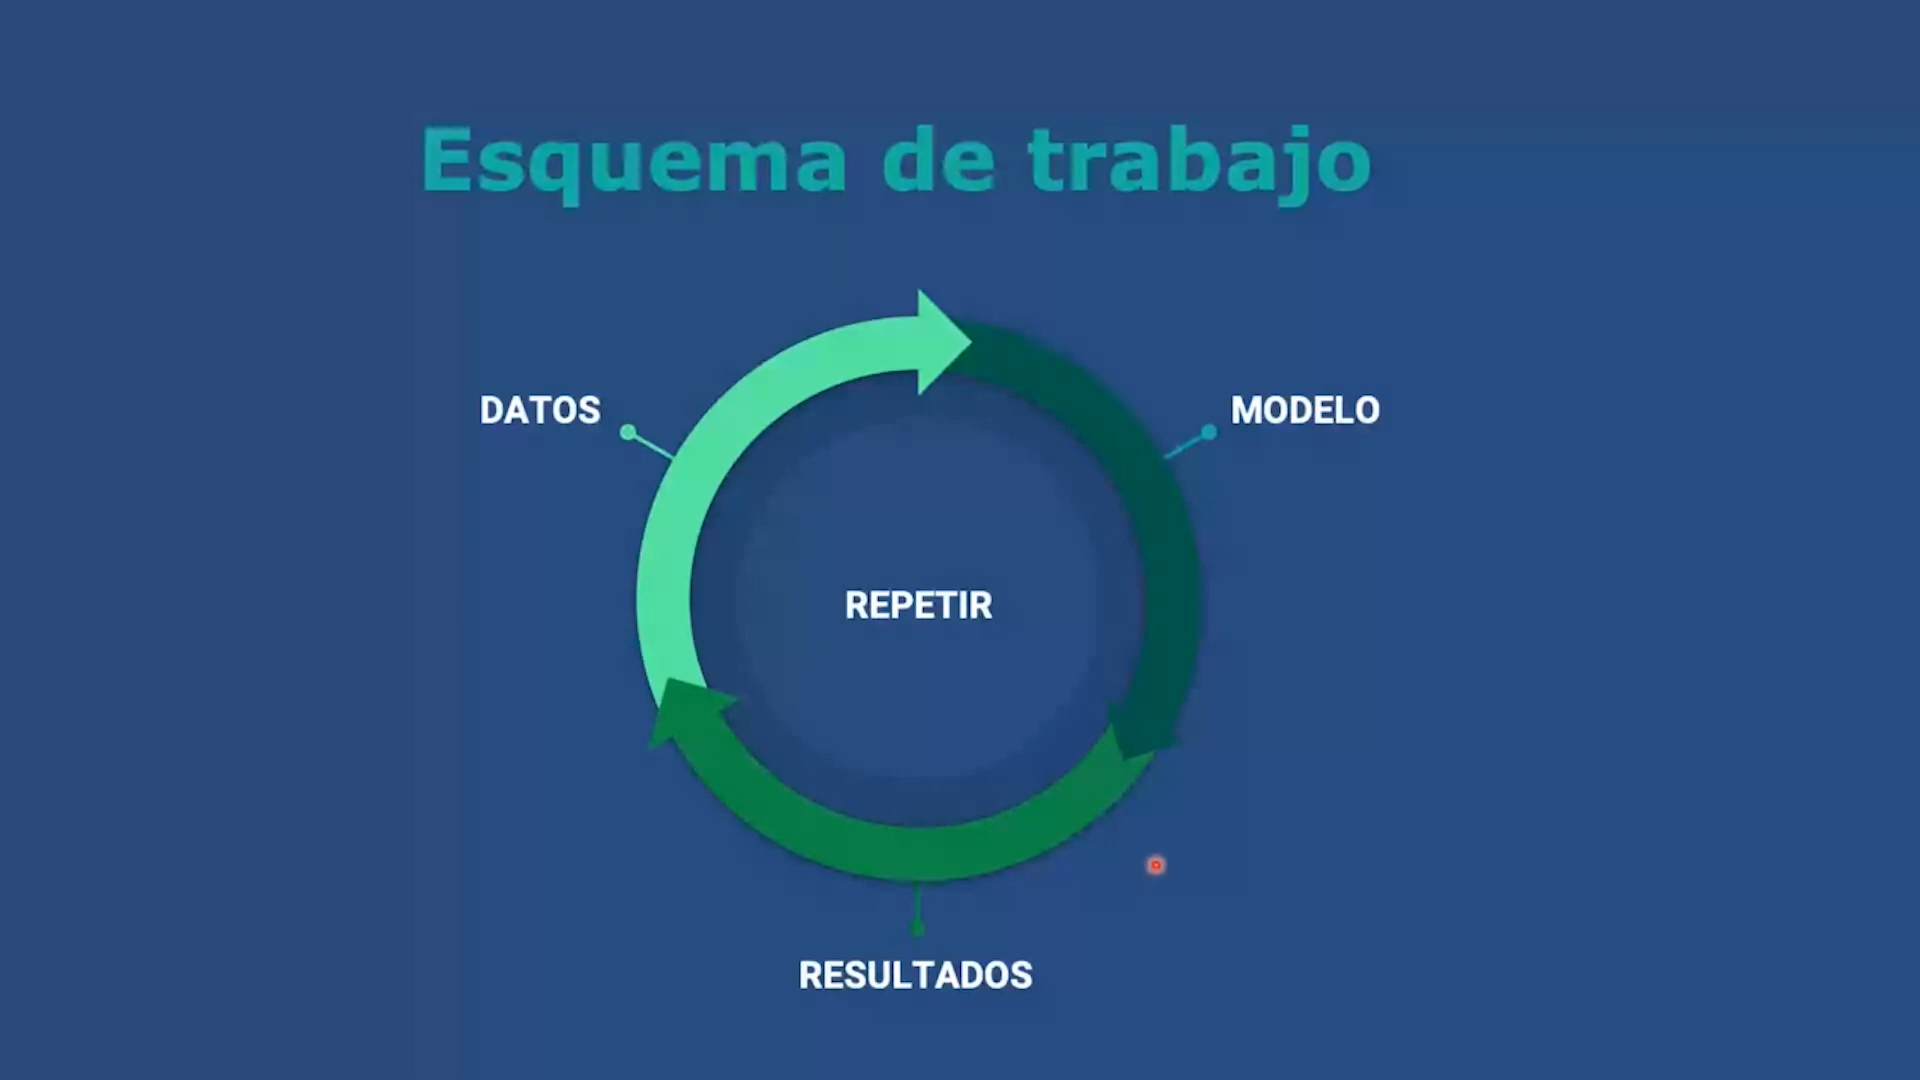 Esquema de trabajo
DATOS
MODELO
REPETIR
RESULTADOS